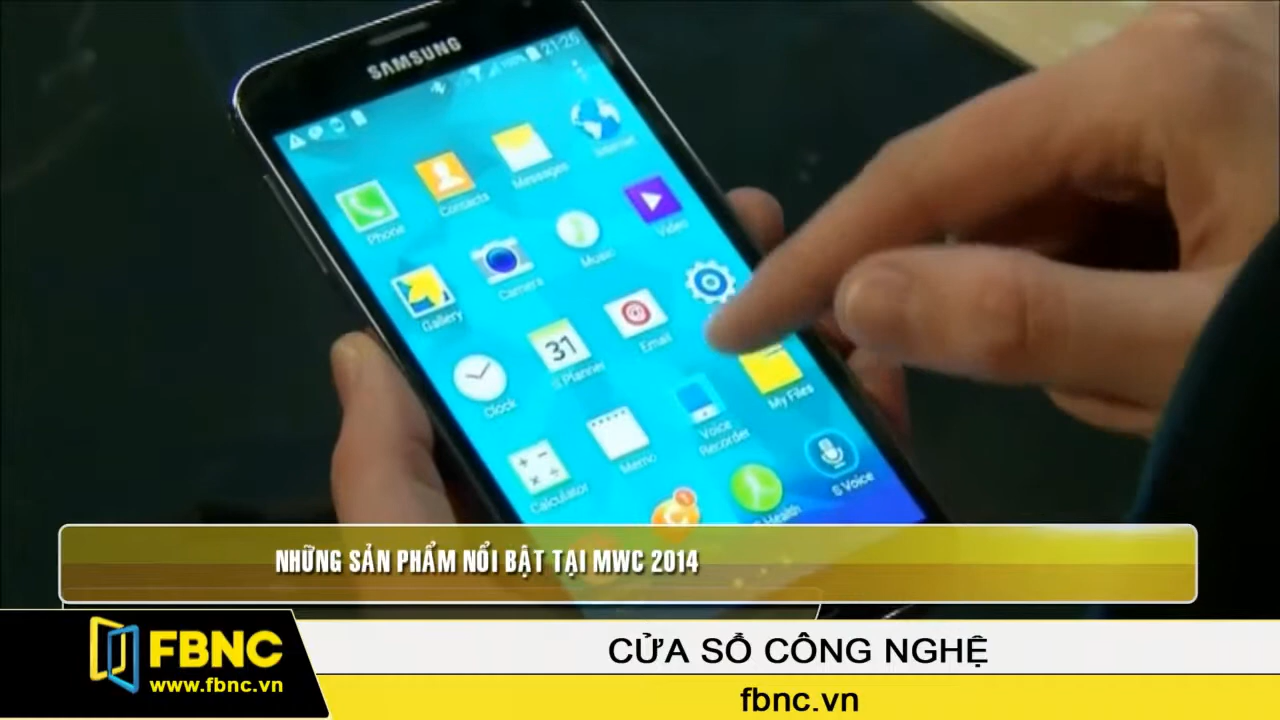 SAMSUNG
21:25
Internet
Messages
Contacts
Phone
Video
Music
Camera
Gallery
Email
31
S Planner
Clock
My Files
Voice
Recorder
Memo
Calculator
S Voice
S Health
1
NHỮNG SẢN PHẨM NỔI BẬT TẠI MWC 2014
FBNC
www.fbnc.vn
CỬA SỔ CÔNG NGHỆ
fbnc.vn